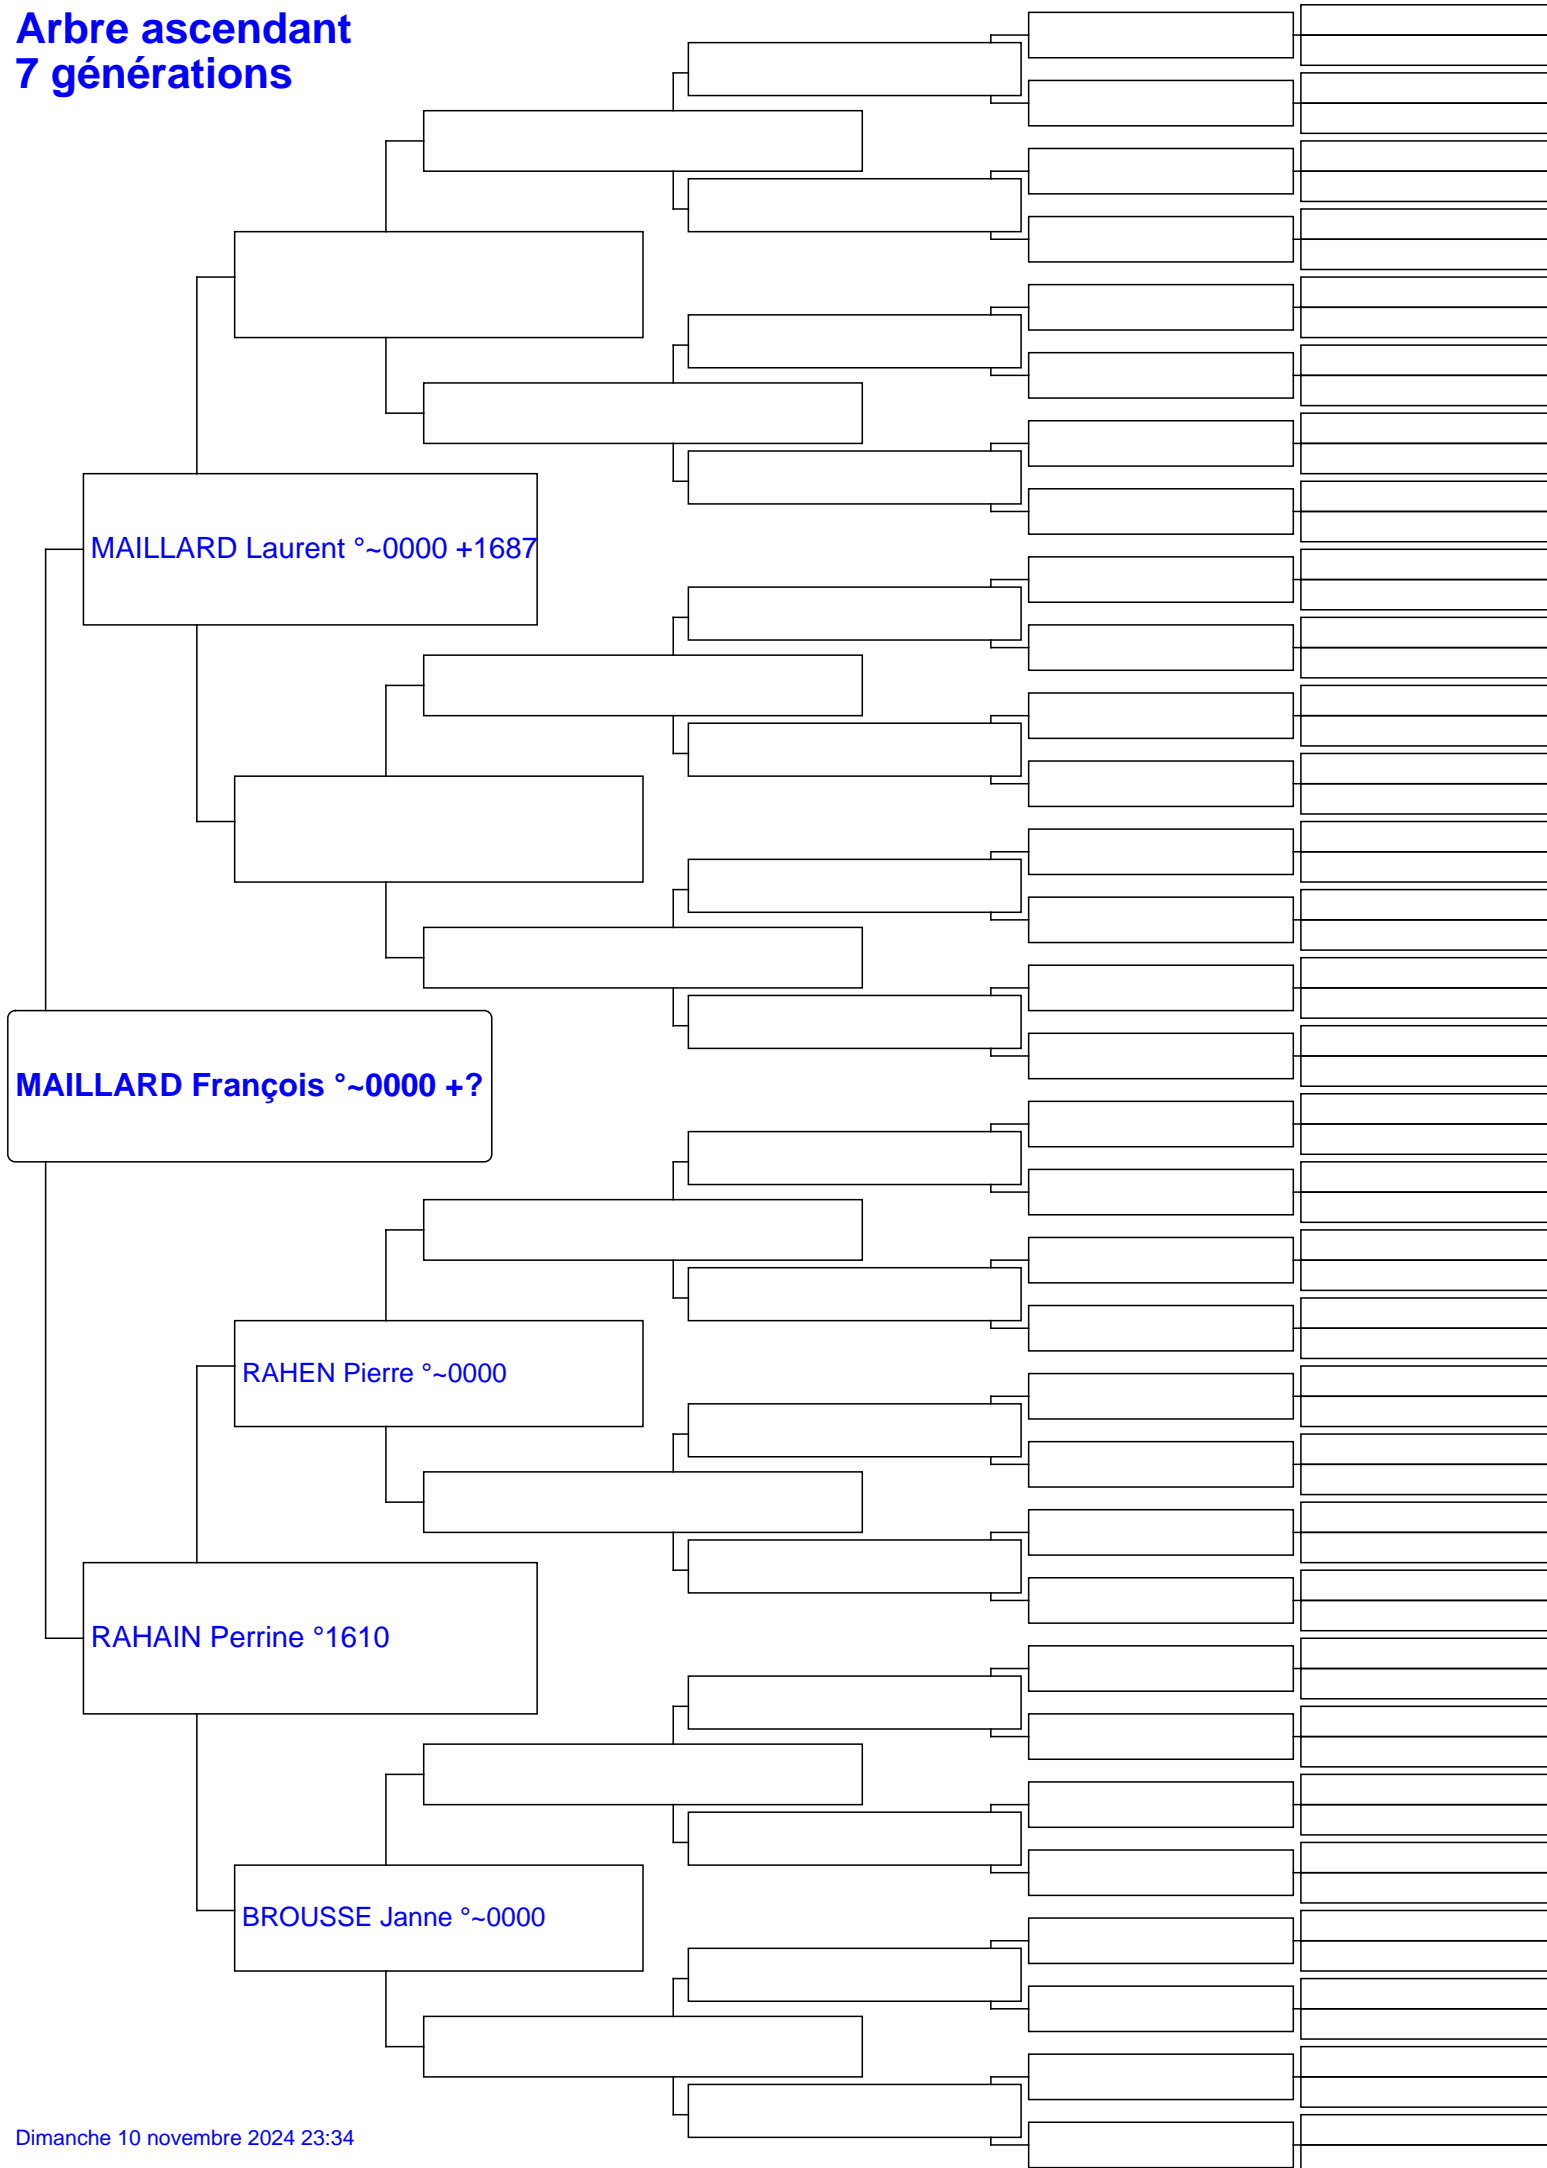 Arbre ascendant
7 générations
MAILLARD Laurent °~0000 +1687
MAILLARD François °~0000 +?
RAHEN Pierre °~0000
RAHAIN Perrine °1610
BROUSSE Janne °~0000
Dimanche 10 novembre 2024 23:34